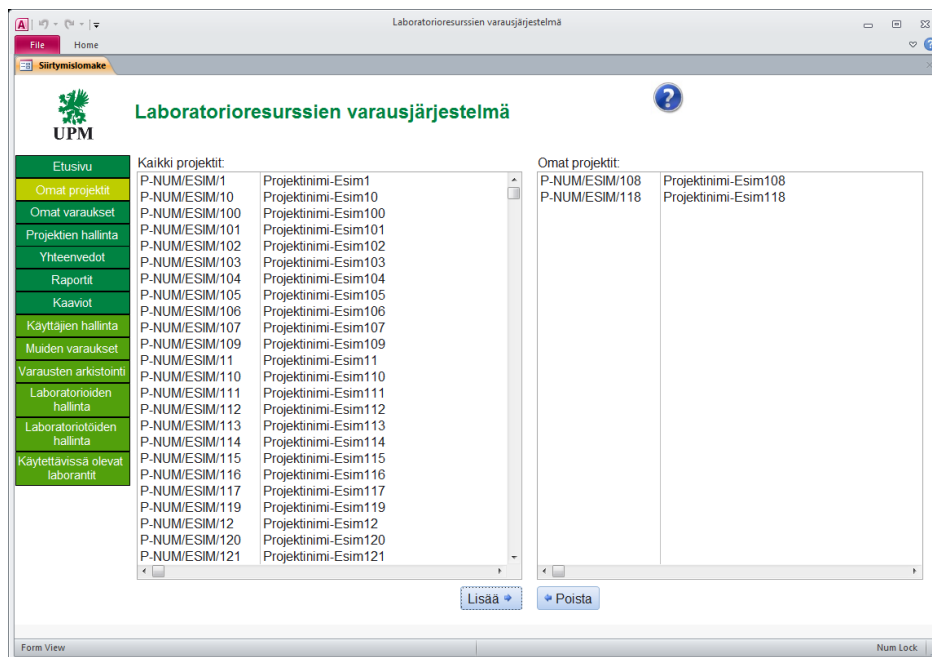 Laboratorioresurssien varausjärjestelmä
File Home
Siirtymislomake
UPM
Laboratorioresurssien varausjärjestelmä
?
Etusivu
Omat projektit
Omat varaukset
Projektien hallinta
Yhteenvedot
Raportit
Kaaviot
Käyttäjien hallinta
Muiden varaukset
Varausten arkistointi
Laboratorioiden
hallinta
Laboratoriotöiden
hallinta
Käytettävissä olevat
laborantit
Kaikki projektit:
P-NUM/ESIM/1 Projektinimi-Esim1
P-NUM/ESIM/10 Projektinimi-Esim10
P-NUM/ESIM/100 Projektinimi-Esim100
P-NUM/ESIM/101 Projektinimi-Esim101
P-NUM/ESIM/102 Projektinimi-Esim102
P-NUM/ESIM/103 Projektinimi-Esim103
P-NUM/ESIM/104 Projektinimi-Esim104
P-NUM/ESIM/105 Projektinimi-Esim105
P-NUM/ESIM/106 Projektinimi-Esim106
P-NUM/ESIM/107 Projektinimi-Esim107
P-NUM/ESIM/109 Projektinimi-Esim109
P-NUM/ESIM/11 Projektinimi-Esim11
P-NUM/ESIM/110 Projektinimi-Esim110
P-NUM/ESIM/111 Projektinimi-Esim111
P-NUM/ESIM/112 Projektinimi-Esim112
P-NUM/ESIM/113 Projektinimi-Esim113
P-NUM/ESIM/114 Projektinimi-Esim114
P-NUM/ESIM/115 Projektinimi-Esim115
P-NUM/ESIM/116 Projektinimi-Esim116
P-NUM/ESIM/117 Projektinimi-Esim117
P-NUM/ESIM/119 Projektinimi-Esim119
P-NUM/ESIM/12 Projektinimi-Esim12
P-NUM/ESIM/120 Projektinimi-Esim120
P-NUM/ESIM/121 Projektinimi-Esim121
Omat projektit:
P-NUM/ESIM/108 Projektinimi-Esim108
P-NUM/ESIM/118 Projektinimi-Esim118
Lisää
Poista
Form View
Num Lock